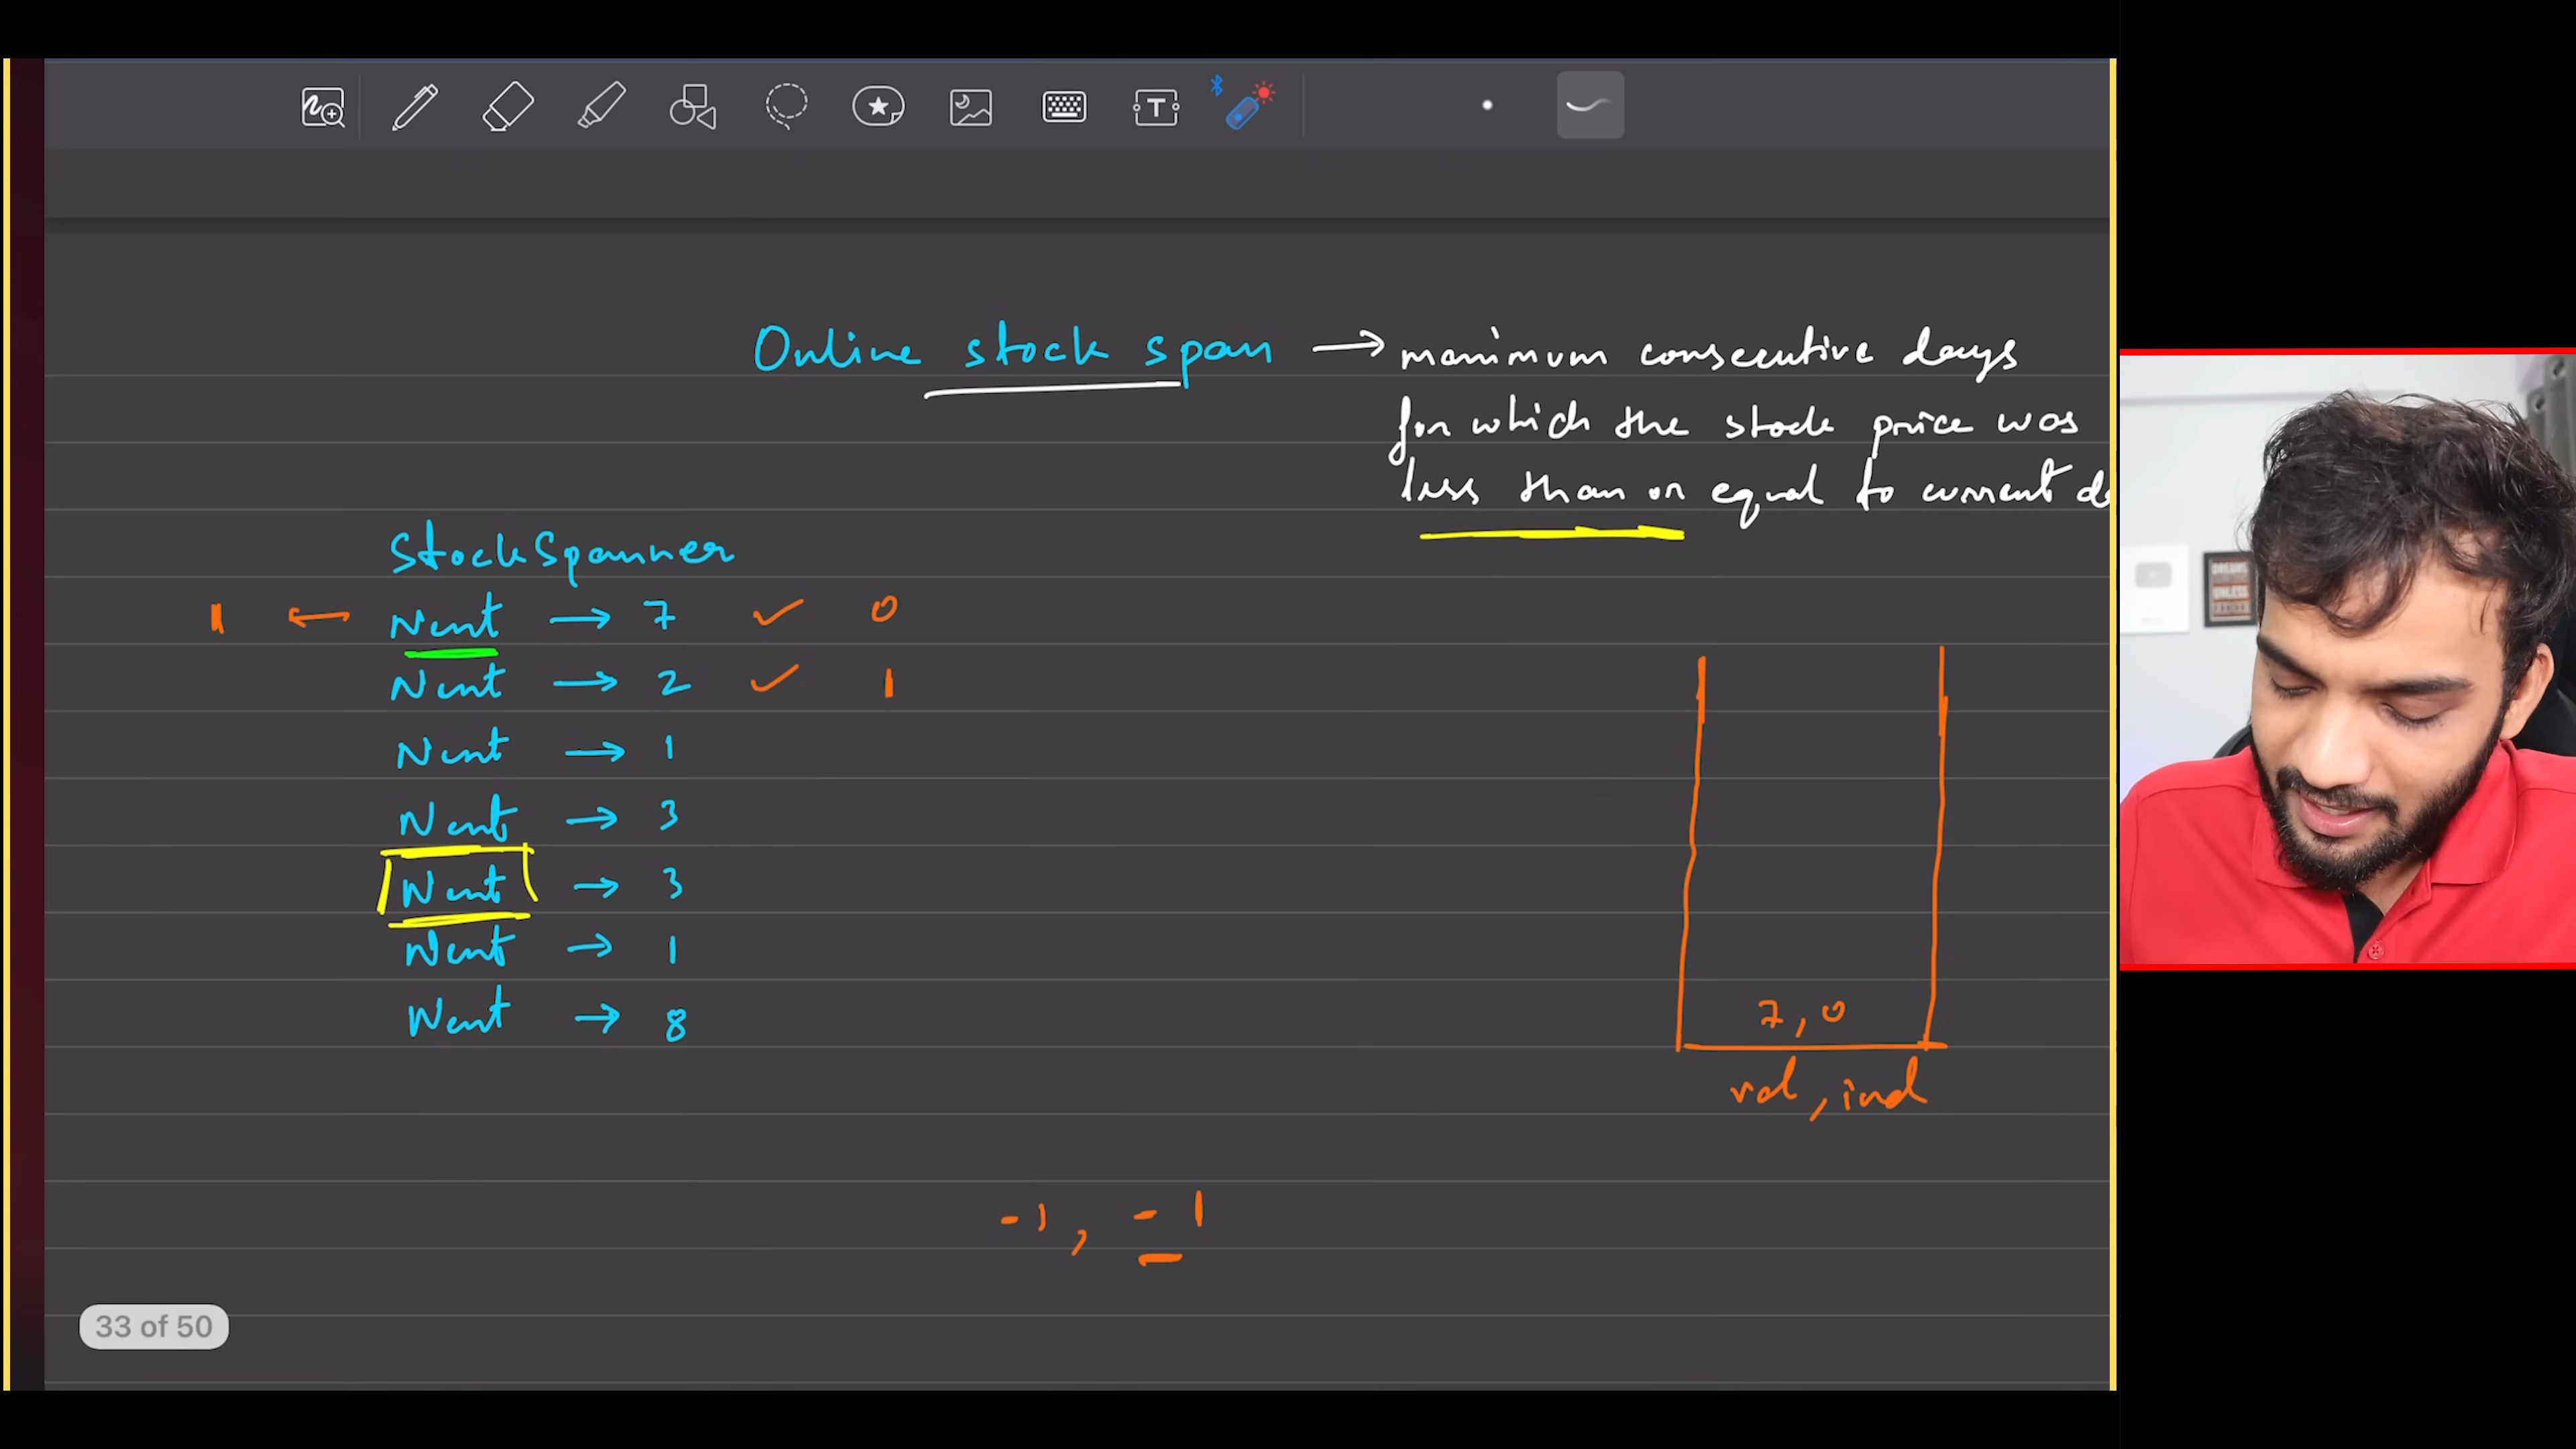 T
Online stock span → maximum consecutive days
for which the stock price was
less than or equal to current d
StockSpanner
1 ← Next → 7 ✓ 0
Next → 2 ✓ 1
Next → 1
Next → 3
Next → 3
Next → 1
Next → 8
7, 0
val, ind
-1, -1
33 of 50